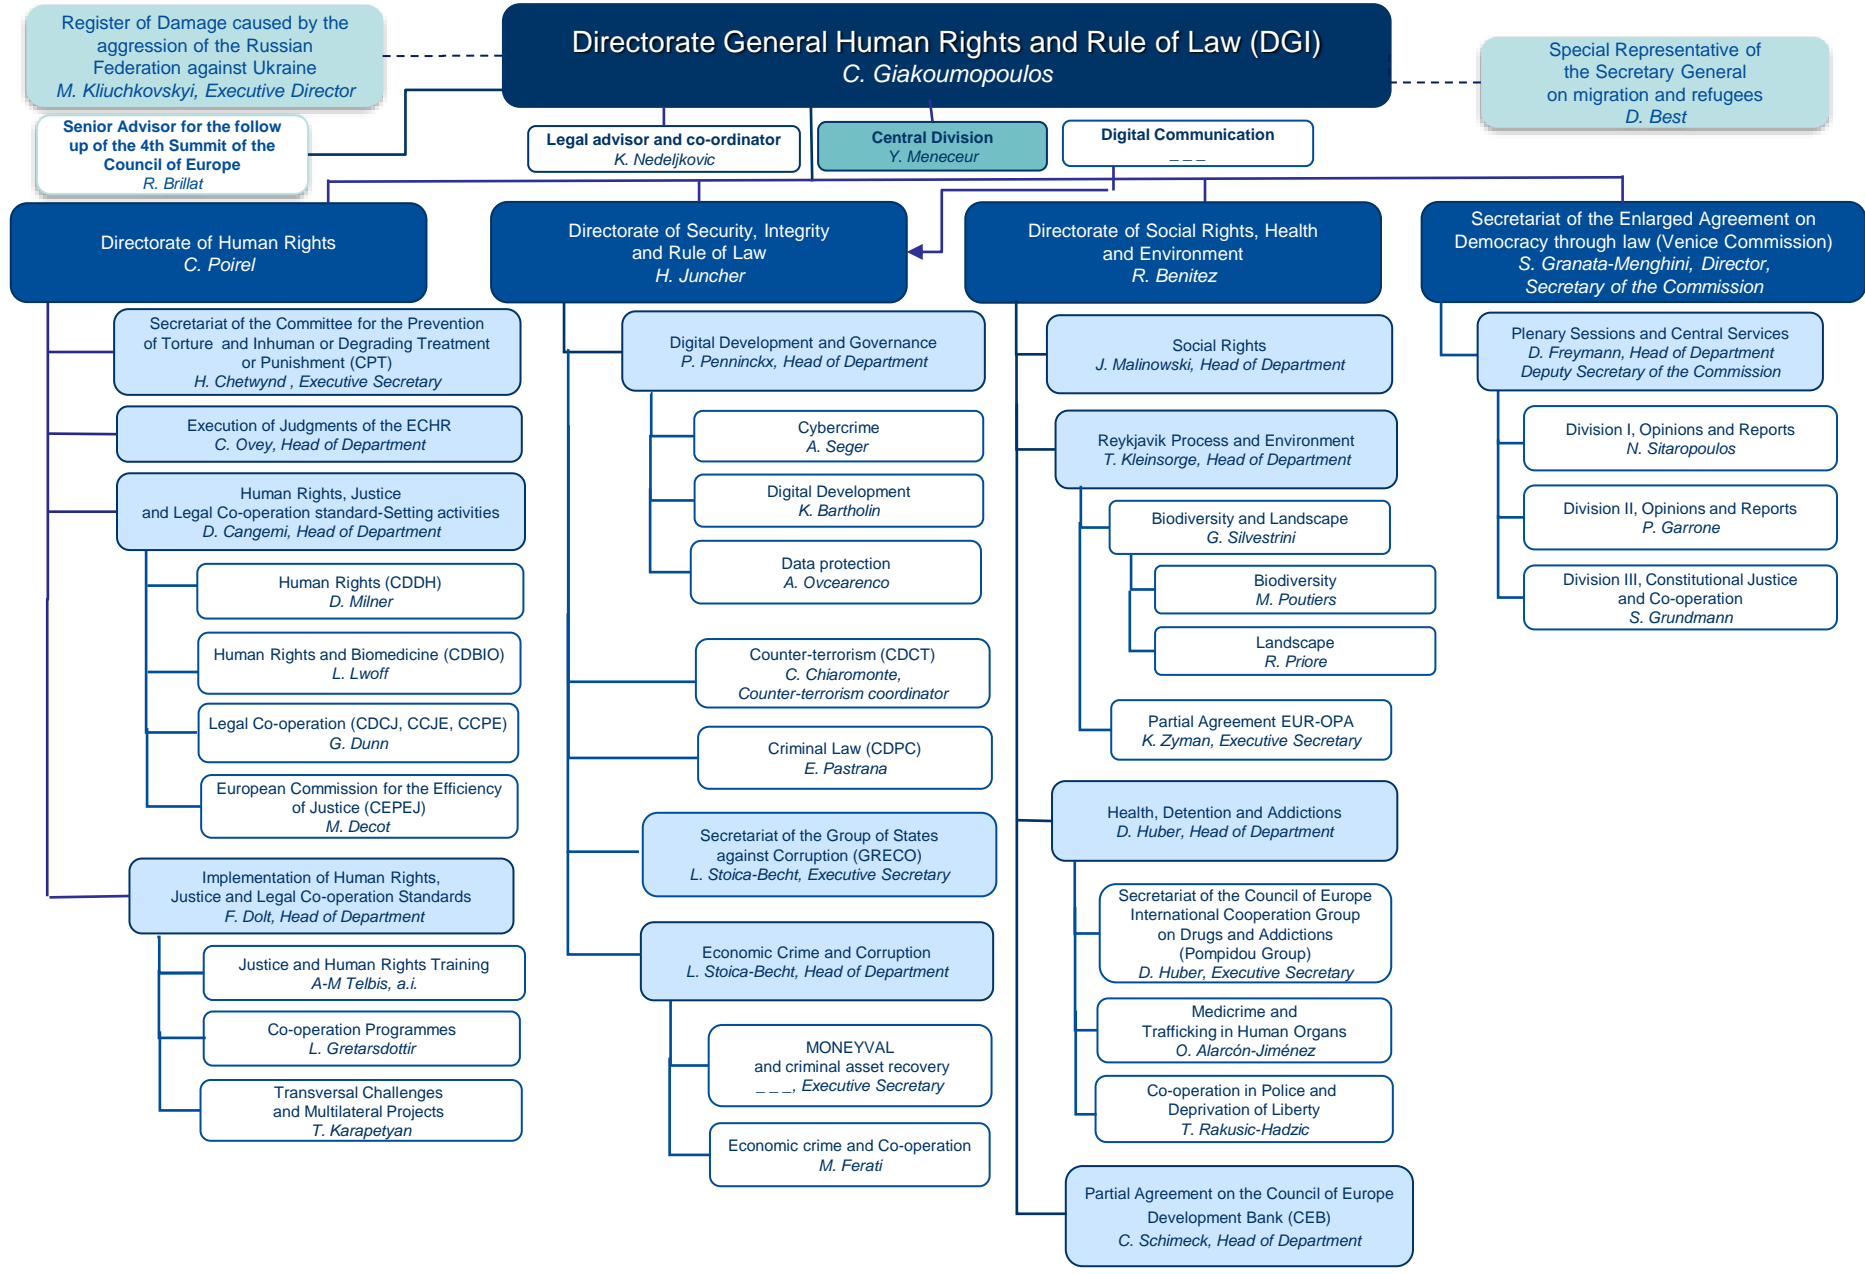 Register of Damage caused by the
aggression of the Russian
Federation against Ukraine
M. Kliuchkovskyi, Executive Director
Directorate General Human Rights and Rule of Law (DGI)
C. Giakoumopoulos
Special Representative of
the Secretary General
on migration and refugees
D. Best
Senior Advisor for the follow
up of the 4th Summit of the
Council of Europe
R. Brillat
Legal advisor and co-ordinator
K. Nedeljkovic
Central Division
Y. Meneceur
Digital Communication
_ _ _
Directorate of Human Rights
C. Poirel
Secretariat of the Committee for the Prevention
of Torture and Inhuman or Degrading Treatment
or Punishment (CPT)
H. Chetwynd , Executive Secretary
Execution of Judgments of the ECHR
C. Ovey, Head of Department
Human Rights, Justice
and Legal Co-operation standard-Setting activities
D. Cangemi, Head of Department
Human Rights (CDDH)
D. Milner
Human Rights and Biomedicine (CDBIO)
L. Lwoff
Legal Co-operation (CDCJ, CCJE, CCPE)
G. Dunn
European Commission for the Efficiency
of Justice (CEPEJ)
M. Decot
Implementation of Human Rights,
Justice and Legal Co-operation Standards
F. Dolt, Head of Department
Justice and Human Rights Training
A-M Telbis, a.i.
Co-operation Programmes
L. Gretarsdottir
Transversal Challenges
and Multilateral Projects
T. Karapetyan
Directorate of Security, Integrity
and Rule of Law
H. Juncher
Digital Development and Governance
P. Penninckx, Head of Department
Cybercrime
A. Seger
Digital Development
K. Bartholin
Data protection
A. Ovcearenco
Counter-terrorism (CDCT)
C. Chiaromonte,
Counter-terrorism coordinator
Criminal Law (CDPC)
E. Pastrana
Secretariat of the Group of States
against Corruption (GRECO)
L. Stoica-Becht, Executive Secretary
Economic Crime and Corruption
L. Stoica-Becht, Head of Department
MONEYVAL
and criminal asset recovery
_ _ _, Executive Secretary
Economic crime and Co-operation
M. Ferati
Directorate of Social Rights, Health
and Environment
R. Benitez
Social Rights
J. Malinowski, Head of Department
Reykjavik Process and Environment
T. Kleinsorge, Head of Department
Biodiversity and Landscape
G. Silvestrini
Biodiversity
M. Poutiers
Landscape
R. Priore
Partial Agreement EUR-OPA
K. Zyman, Executive Secretary
Health, Detention and Addictions
D. Huber, Head of Department
Secretariat of the Council of Europe
International Cooperation Group
on Drugs and Addictions
(Pompidou Group)
D. Huber, Executive Secretary
Medicrime and
Trafficking in Human Organs
O. Alarcón-Jiménez
Co-operation in Police and
Deprivation of Liberty
T. Rakusic-Hadzic
Partial Agreement on the Council of Europe
Development Bank (CEB)
C. Schimeck, Head of Department
Secretariat of the Enlarged Agreement on
Democracy through law (Venice Commission)
S. Granata-Menghini, Director,
Secretary of the Commission
Plenary Sessions and Central Services
D. Freymann, Head of Department
Deputy Secretary of the Commission
Division I, Opinions and Reports
N. Sitaropoulos
Division II, Opinions and Reports
P. Garrone
Division III, Constitutional Justice
and Co-operation
S. Grundmann